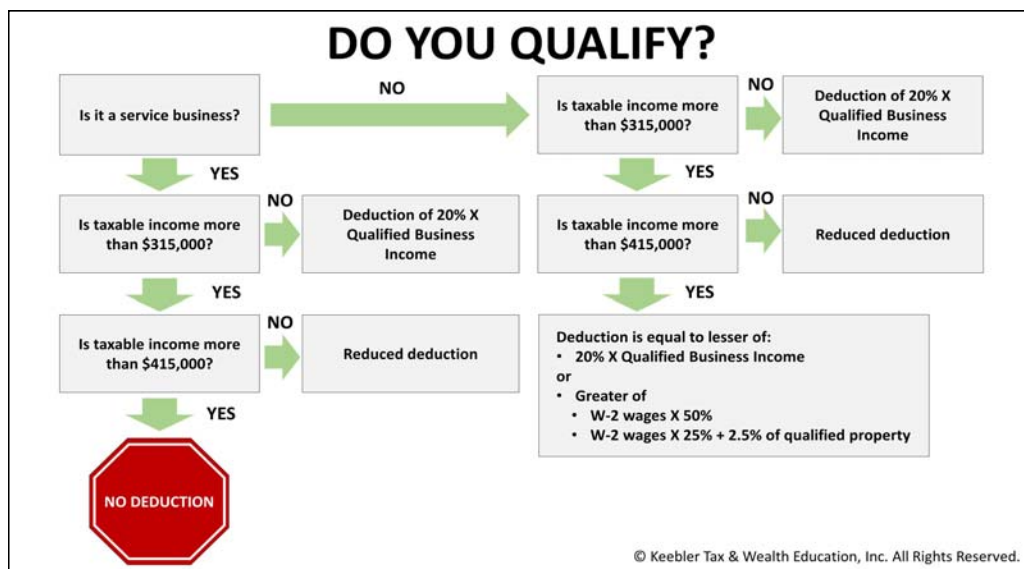 DO YOU QUALIFY?
Is it a service business?
NO
Is taxable income more
than $315,000?
NO
Deduction of 20% X
Qualified Business
Income
YES
YES
Is taxable income more
than $315,000?
NO
Deduction of 20% X
Qualified Business
Income
Is taxable income more
than $415,000?
NO
Reduced deduction
YES
YES
Is taxable income more
than $415,000?
NO
Reduced deduction
Deduction is equal to lesser of:
• 20% X Qualified Business Income
or
• Greater of
• W-2 wages X 50%
• W-2 wages X 25% + 2.5% of qualified property
YES
NO DEDUCTION
© Keebler Tax & Wealth Education, Inc. All Rights Reserved.